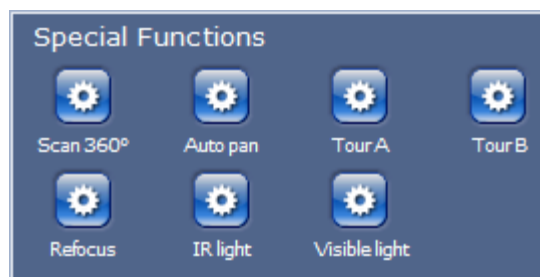 Special Functions
Scan 360º Auto pan Tour A Tour B
Refocus IR light Visible light